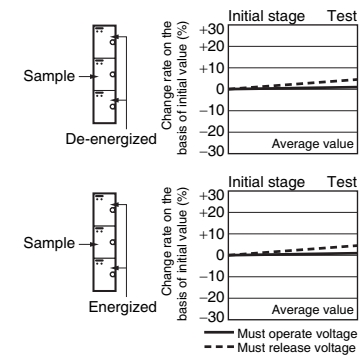 Sample
De-energized
Change rate on the
basis of initial value (%)
Initial stage Test
+30
+20
+10
0
−10
−20
−30
Average value
Sample
Energized
Change rate on the
basis of initial value (%)
Initial stage Test
+30
+20
+10
0
−10
−20
−30
Average value
Must operate voltage
Must release voltage